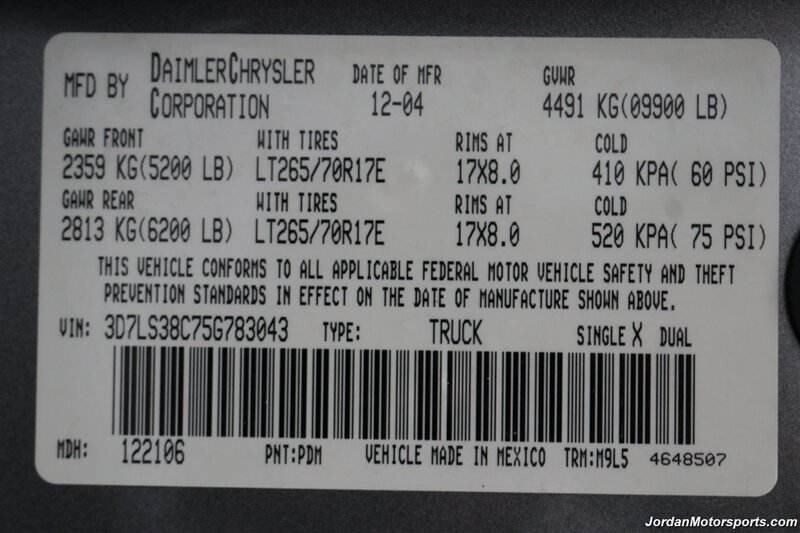 MFD BY DAIMLERCHRYSLER CORPORATION DATE OF MFR 12-04 GVWR 4491 KG(09900 LB)
GAWR FRONT WITH TIRES RIMS AT COLD
2359 KG(5200 LB) LT265/70R17E 17X8.0 410 KPA( 60 PSI)
GAWR REAR WITH TIRES RIMS AT COLD
2813 KG(6200 LB) LT265/70R17E 17X8.0 520 KPA( 75 PSI)
THIS VEHICLE CONFORMS TO ALL APPLICABLE FEDERAL MOTOR VEHICLE SAFETY AND THEFT
PREVENTION STANDARDS IN EFFECT ON THE DATE OF MANUFACTURE SHOWN ABOVE.
VIN: 3D7LS38C75G783043 TYPE: TRUCK SINGLE X DUAL
MDH: 122106 PNT:PDM VEHICLE MADE IN MEXICO TRM:M9L5 4648507
JordanMotorsports.com